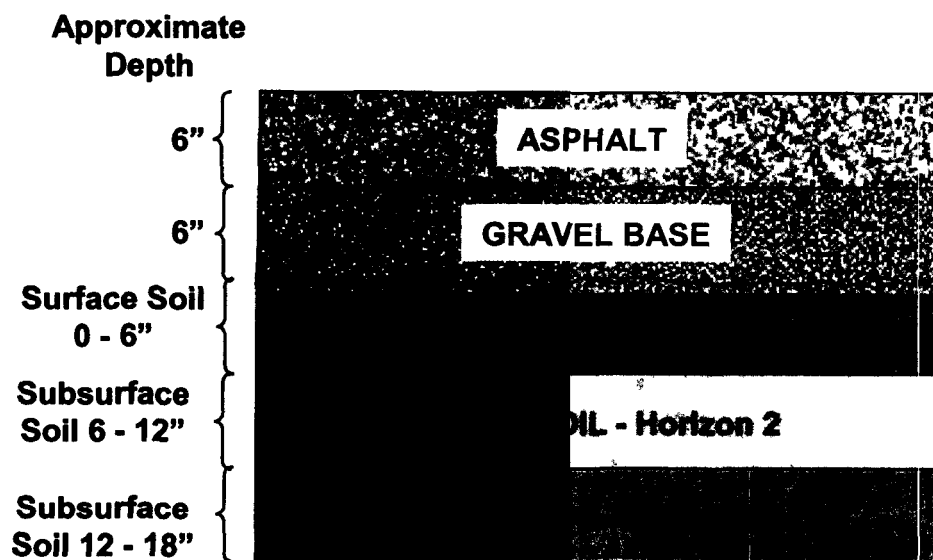 Approximate
Depth
6”
ASPHALT
6”
GRAVEL BASE
Surface Soil
0 - 6”
Subsurface
Soil 6 - 12”
OIL - Horizon 2
Subsurface
Soil 12 - 18”